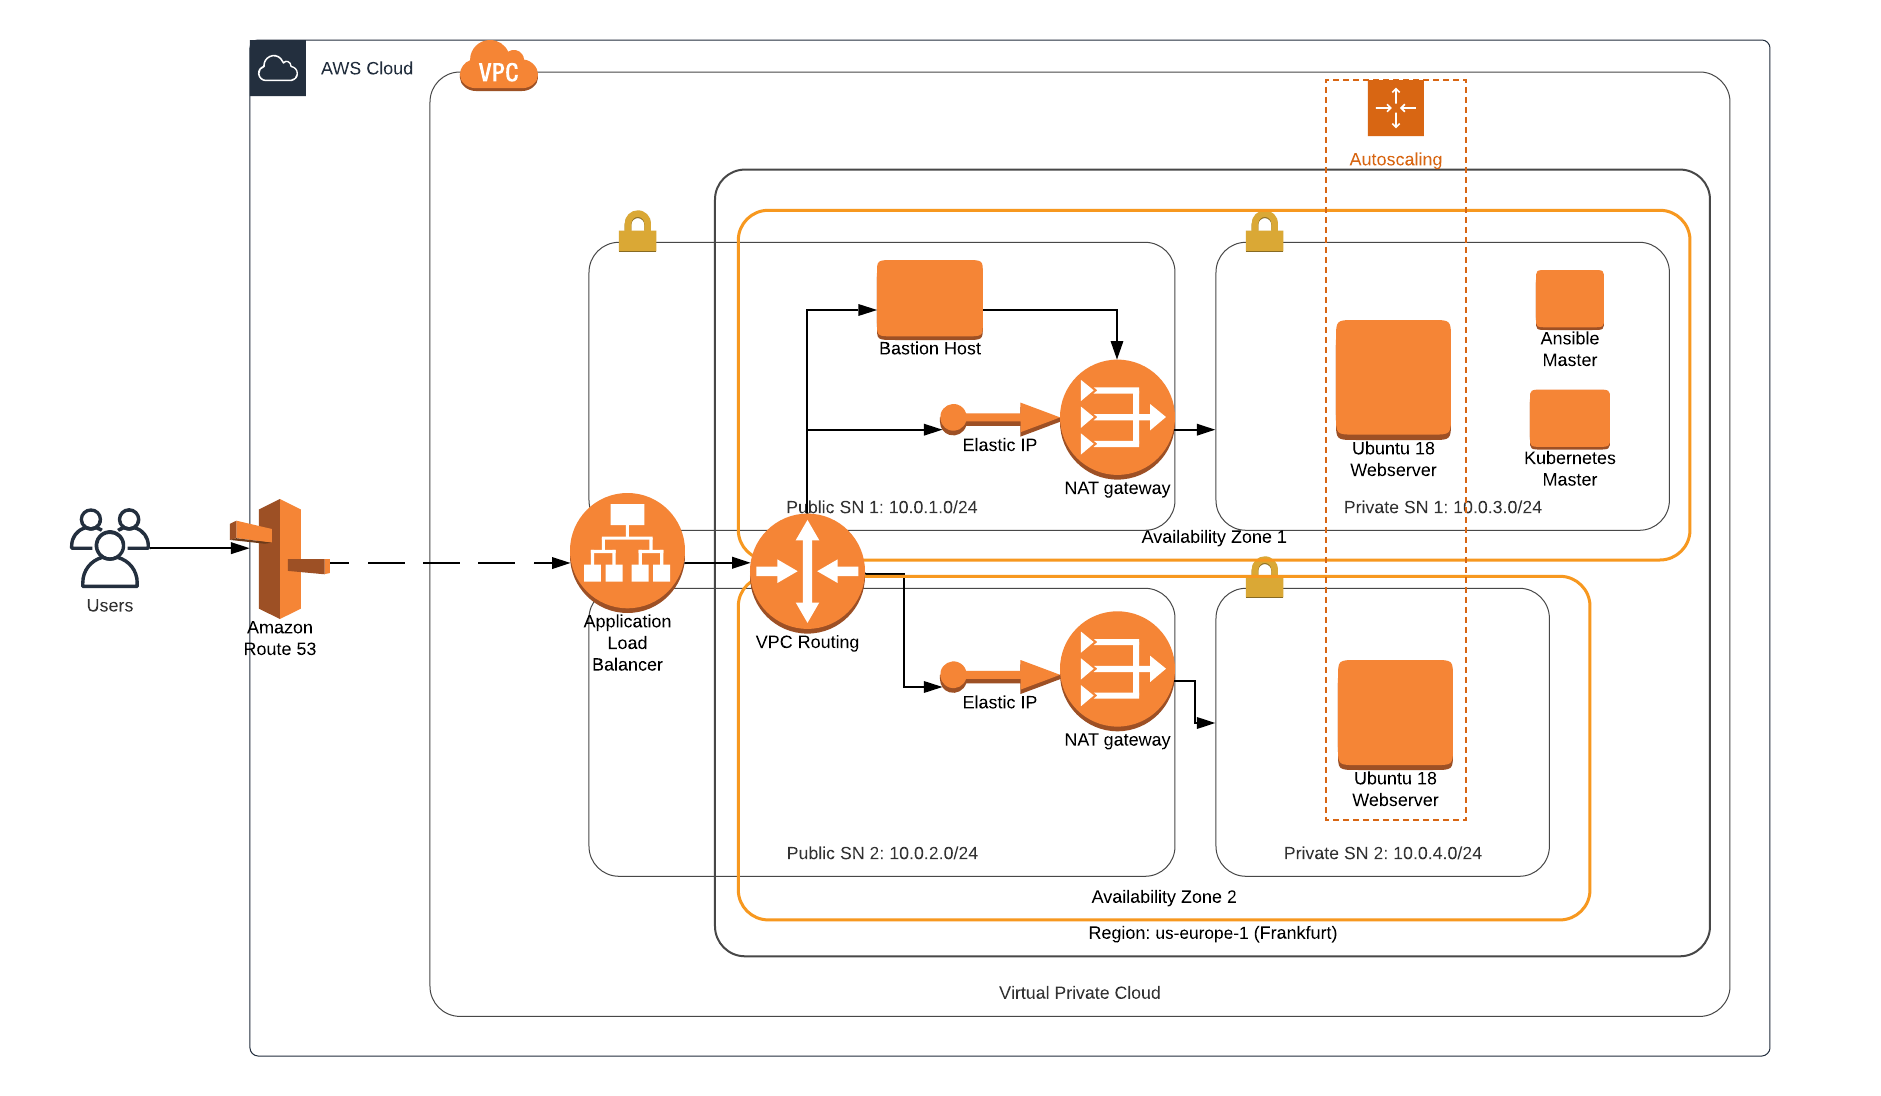 AWS Cloud
VPC
Autoscaling
Bastion Host
Ansible
Master
Elastic IP
Ubuntu 18
Webserver
Kubernetes
Master
NAT gateway
Public SN 1: 10.0.1.0/24
Private SN 1: 10.0.3.0/24
Availability Zone 1
Users
Amazon
Route 53
Application
Load
Balancer
VPC Routing
Elastic IP
NAT gateway
Ubuntu 18
Webserver
Public SN 2: 10.0.2.0/24
Private SN 2: 10.0.4.0/24
Availability Zone 2
Region: us-europe-1 (Frankfurt)
Virtual Private Cloud